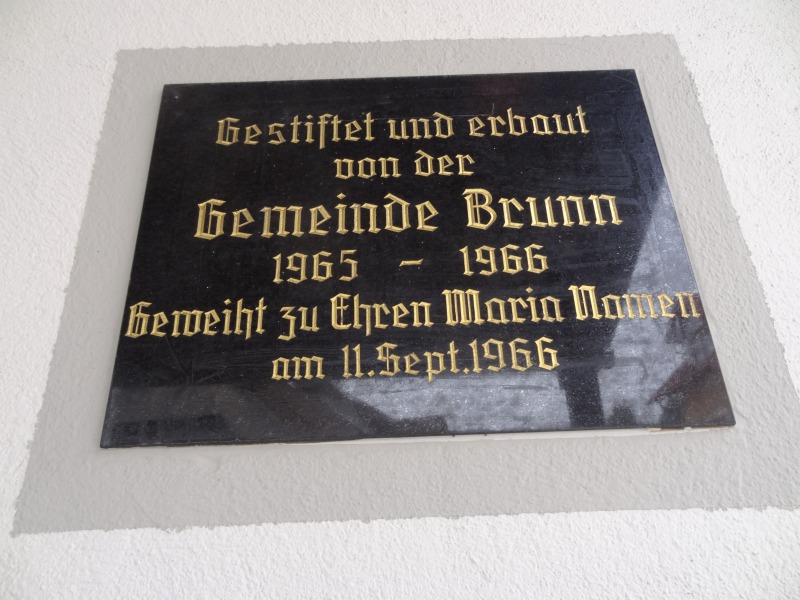 Gestiftet und erbaut
von der
Gemeinde Brunn
1965 - 1966
Geweiht zu Ehren Maria Namen
am 11.Sept.1966